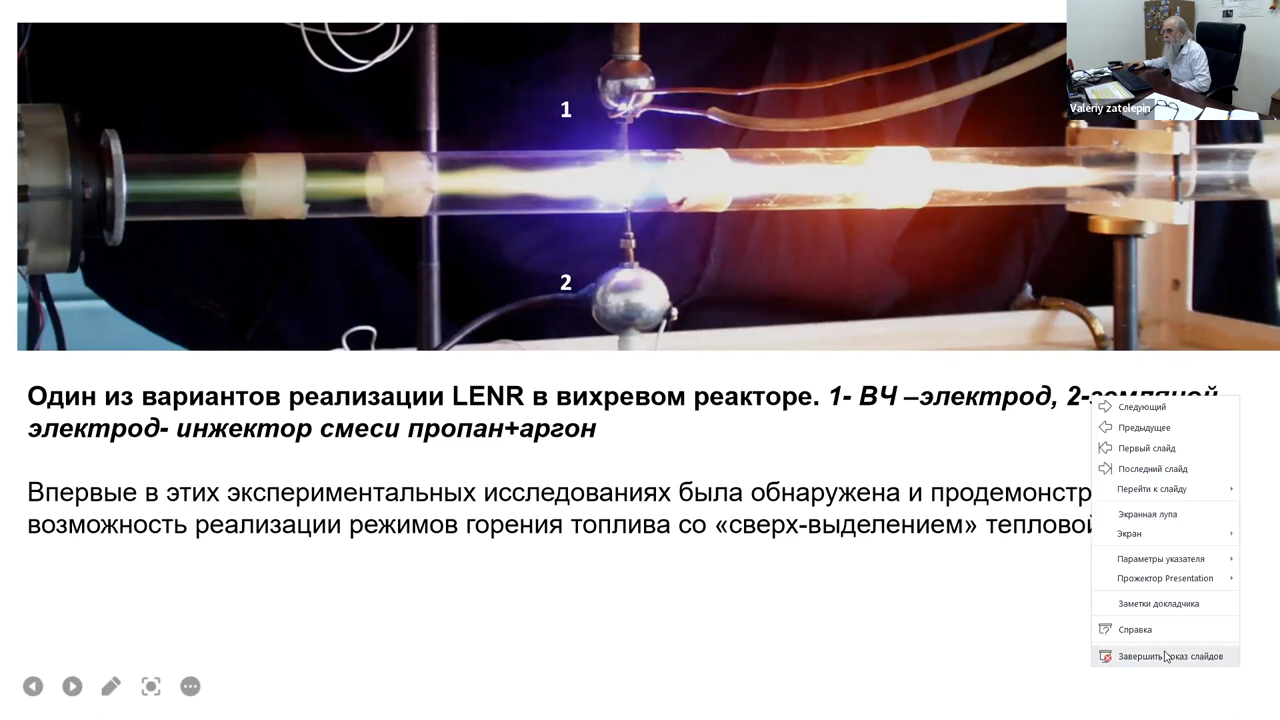 Valeriy zatelepin
1
2
Один из вариантов реализации LENR в вихревом реакторе. 1- ВЧ –электрод, 2-земляной
электрод- инжектор смеси пропан+аргон
Впервые в этих экспериментальных исследованиях была обнаружена и продемонстр
возможность реализации режимов горения топлива со «сверх-выделением» тепловой
Следующий
Предыдущее
Первый слайд
Последний слайд
Перейти к слайду
Экранная лупа
Экран
Параметры указателя
Прожектор Presentation
Заметки докладчика
Справка
Завершить показ слайдов